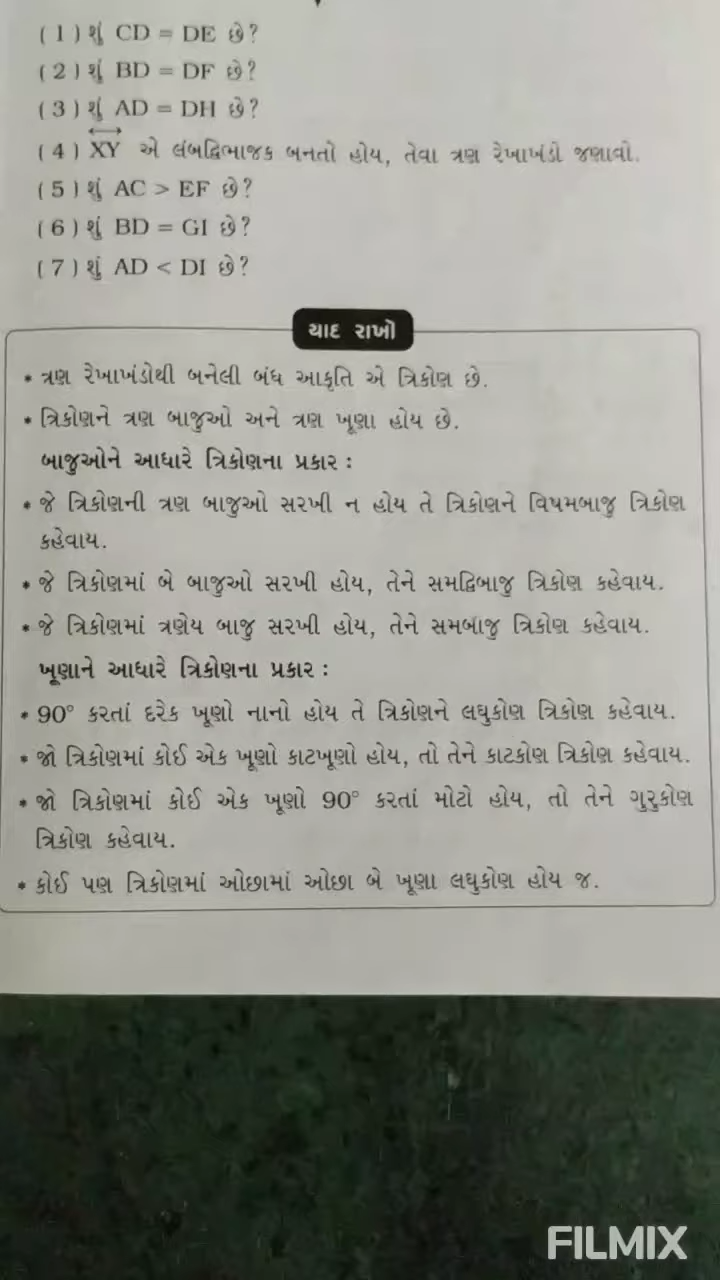 ( 1 ) શું CD = DE છે?
( 2 ) શું BD = DF છે?
( 3 ) શું AD = DH છે?
( 4 ) XY એ લંબદ્વિભાજક બનતો હોય, તેવા ત્રણ રેખાખંડો જણાવો.
( 5 ) શું AC > EF છે?
( 6 ) શું BD = GI છે?
( 7 ) શું AD < DI છે?
યાદ રાખો
• ત્રણ રેખાખંડોથી બનેલી બંધ આકૃતિ એ ત્રિકોણ છે.
• ત્રિકોણને ત્રણ બાજુઓ અને ત્રણ ખૂણા હોય છે.
બાજુઓને આધારે ત્રિકોણના પ્રકાર :
• જે ત્રિકોણની ત્રણ બાજુઓ સરખી ન હોય તે ત્રિકોણને વિષમબાજુ ત્રિકોણ
કહેવાય.
• જે ત્રિકોણમાં બે બાજુઓ સરખી હોય, તેને સમદ્વિબાજુ ત્રિકોણ કહેવાય.
• જે ત્રિકોણમાં ત્રણેય બાજુ સરખી હોય, તેને સમબાજુ ત્રિકોણ કહેવાય.
ખૂણાને આધારે ત્રિકોણના પ્રકાર :
• 90° કરતાં દરેક ખૂણો નાનો હોય તે ત્રિકોણને લઘુકોણ ત્રિકોણ કહેવાય.
• જો ત્રિકોણમાં કોઈ એક ખૂણો કાટખૂણો હોય, તો તેને કાટકોણ ત્રિકોણ કહેવાય.
• જો ત્રિકોણમાં કોઈ એક ખૂણો 90° કરતાં મોટો હોય, તો તેને ગુરુકોણ
ત્રિકોણ કહેવાય.
• કોઈ પણ ત્રિકોણમાં ઓછામાં ઓછા બે ખૂણા લઘુકોણ હોય જ.
FILMIX